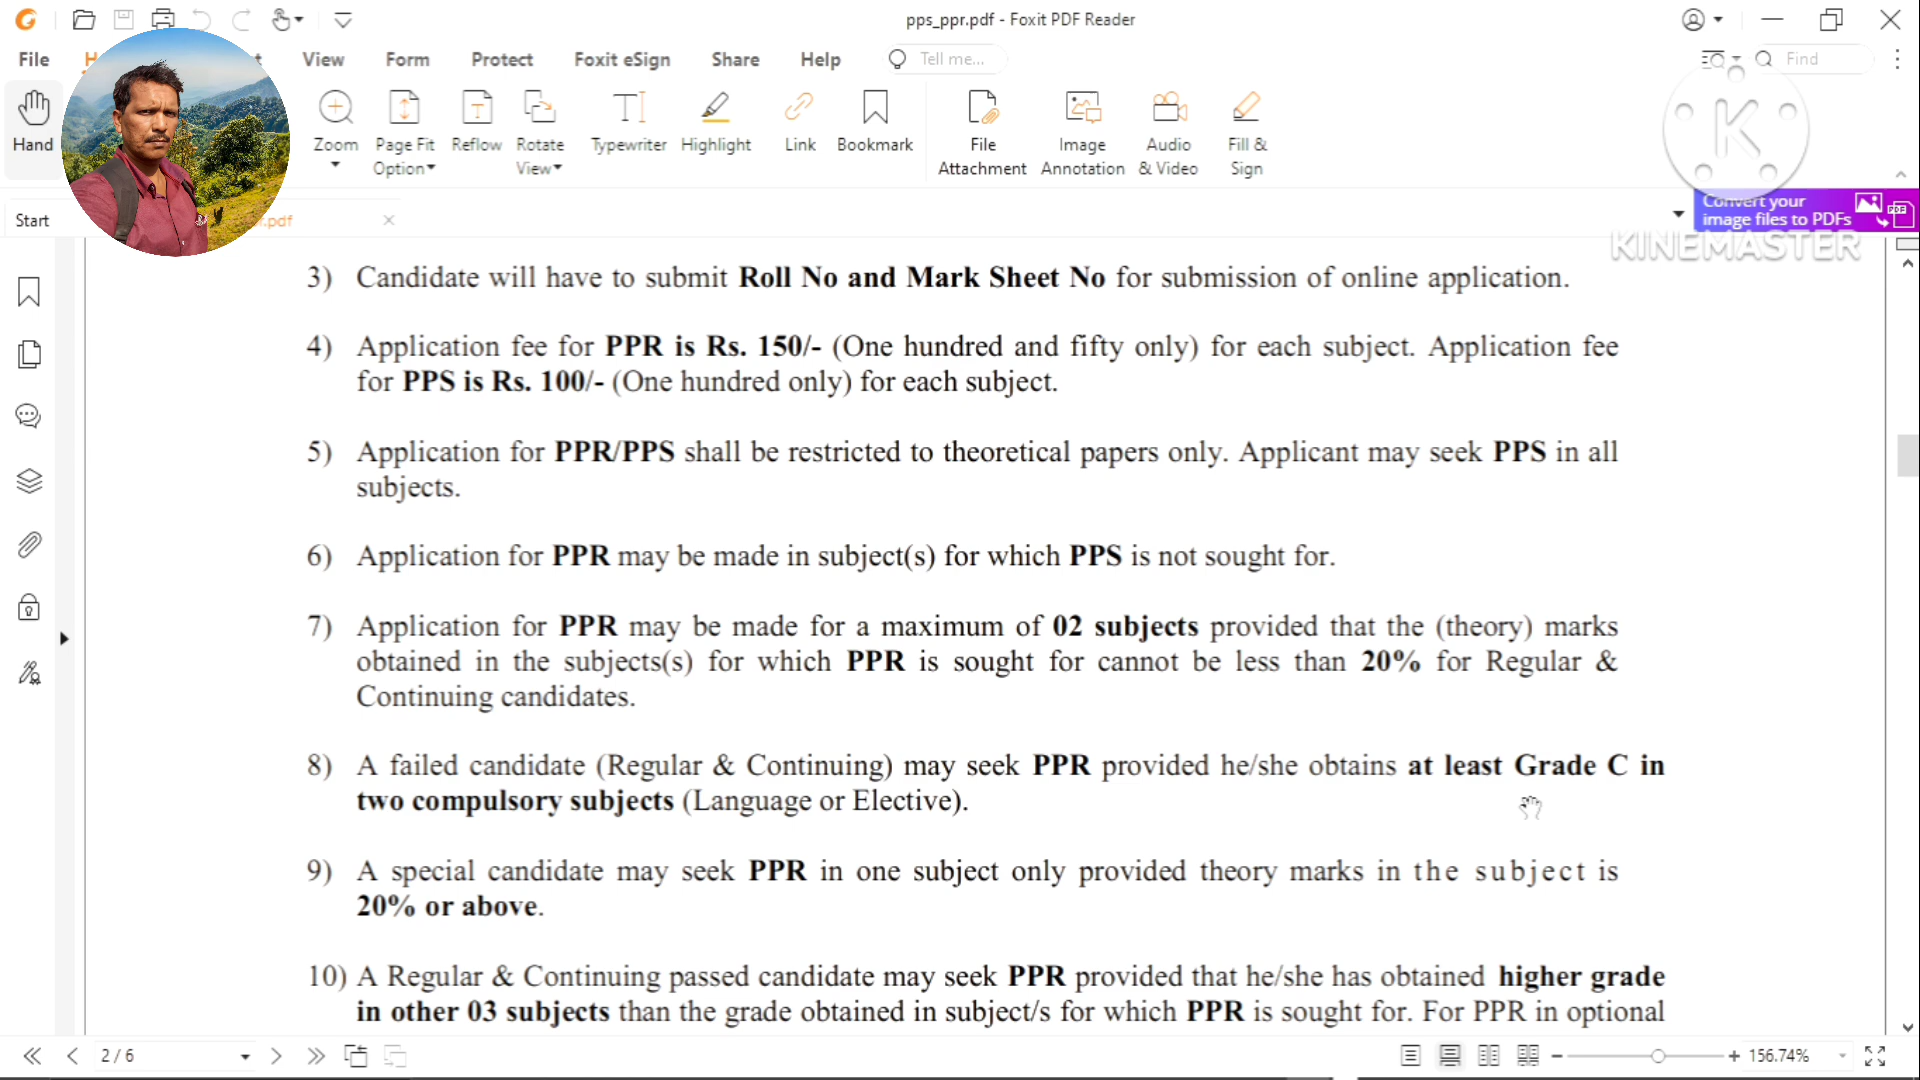 pps_ppr.pdf - Foxit PDF Reader
File
View
Form
Protect
Foxit eSign
Share
Help
Tell me...
Find
Hand
Zoom
Page Fit
Option
Reflow
Rotate
View
Typewriter
Highlight
Link
Bookmark
File
Attachment
Image
Annotation
Audio
& Video
Fill &
Sign
K
Start
.pdf
Convert your
image files to PDFs
PDF
KINEMASTER
3) Candidate will have to submit Roll No and Mark Sheet No for submission of online application.
4) Application fee for PPR is Rs. 150/- (One hundred and fifty only) for each subject. Application fee
for PPS is Rs. 100/- (One hundred only) for each subject.
5) Application for PPR/PPS shall be restricted to theoretical papers only. Applicant may seek PPS in all
subjects.
6) Application for PPR may be made in subject(s) for which PPS is not sought for.
7) Application for PPR may be made for a maximum of 02 subjects provided that the (theory) marks
obtained in the subjects(s) for which PPR is sought for cannot be less than 20% for Regular &
Continuing candidates.
8) A failed candidate (Regular & Continuing) may seek PPR provided he/she obtains at least Grade C in
two compulsory subjects (Language or Elective).
9) A special candidate may seek PPR in one subject only provided theory marks in the subject is
20% or above.
10) A Regular & Continuing passed candidate may seek PPR provided that he/she has obtained higher grade
in other 03 subjects than the grade obtained in subject/s for which PPR is sought for. For PPR in optional
2 / 6
156.74%